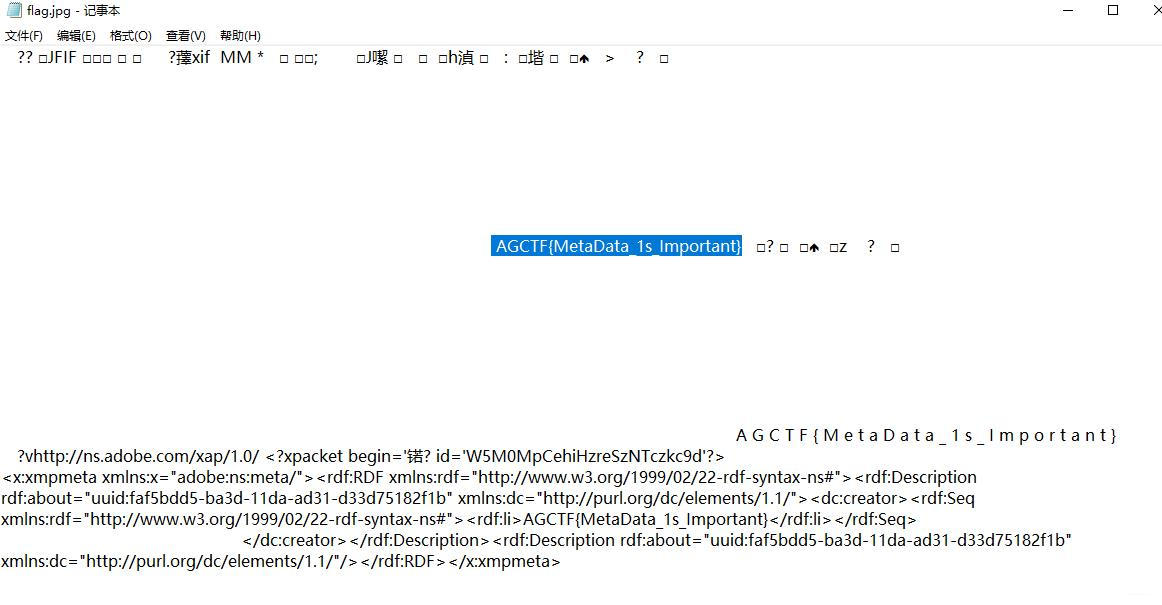 flag.jpg - 记事本
文件(F) 编辑(E) 格式(O) 查看(V) 帮助(H)
?? □JFIF □□□ □ □ ?蘁xif MM * □ □□; □J嚜 □ □ □h湞 □ : □堦 □ □♠ > ? □
AGCTF{MetaData_1s_Important} □? □ □♠ □z ? □
A G C T F { M e t a D a t a _ 1 s _ I m p o r t a n t }
?vhttp://ns.adobe.com/xap/1.0/ <?xpacket begin='锘? id='W5M0MpCehiHzreSzNTczkc9d'?>
<x:xmpmeta xmlns:x="adobe:ns:meta/"><rdf:RDF xmlns:rdf="http://www.w3.org/1999/02/22-rdf-syntax-ns#"><rdf:Description
rdf:about="uuid:faf5bdd5-ba3d-11da-ad31-d33d75182f1b" xmlns:dc="http://purl.org/dc/elements/1.1/"><dc:creator><rdf:Seq
xmlns:rdf="http://www.w3.org/1999/02/22-rdf-syntax-ns#"><rdf:li>AGCTF{MetaData_1s_Important}</rdf:li></rdf:Seq>
</dc:creator></rdf:Description><rdf:Description rdf:about="uuid:faf5bdd5-ba3d-11da-ad31-d33d75182f1b"
xmlns:dc="http://purl.org/dc/elements/1.1/"/></rdf:RDF></x:xmpmeta>